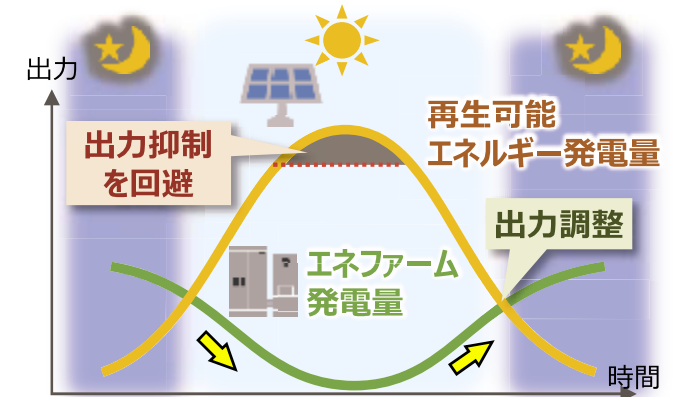 出力
再生可能
エネルギー発電量
出力抑制
を回避
出力調整
エネファーム
発電量
時間